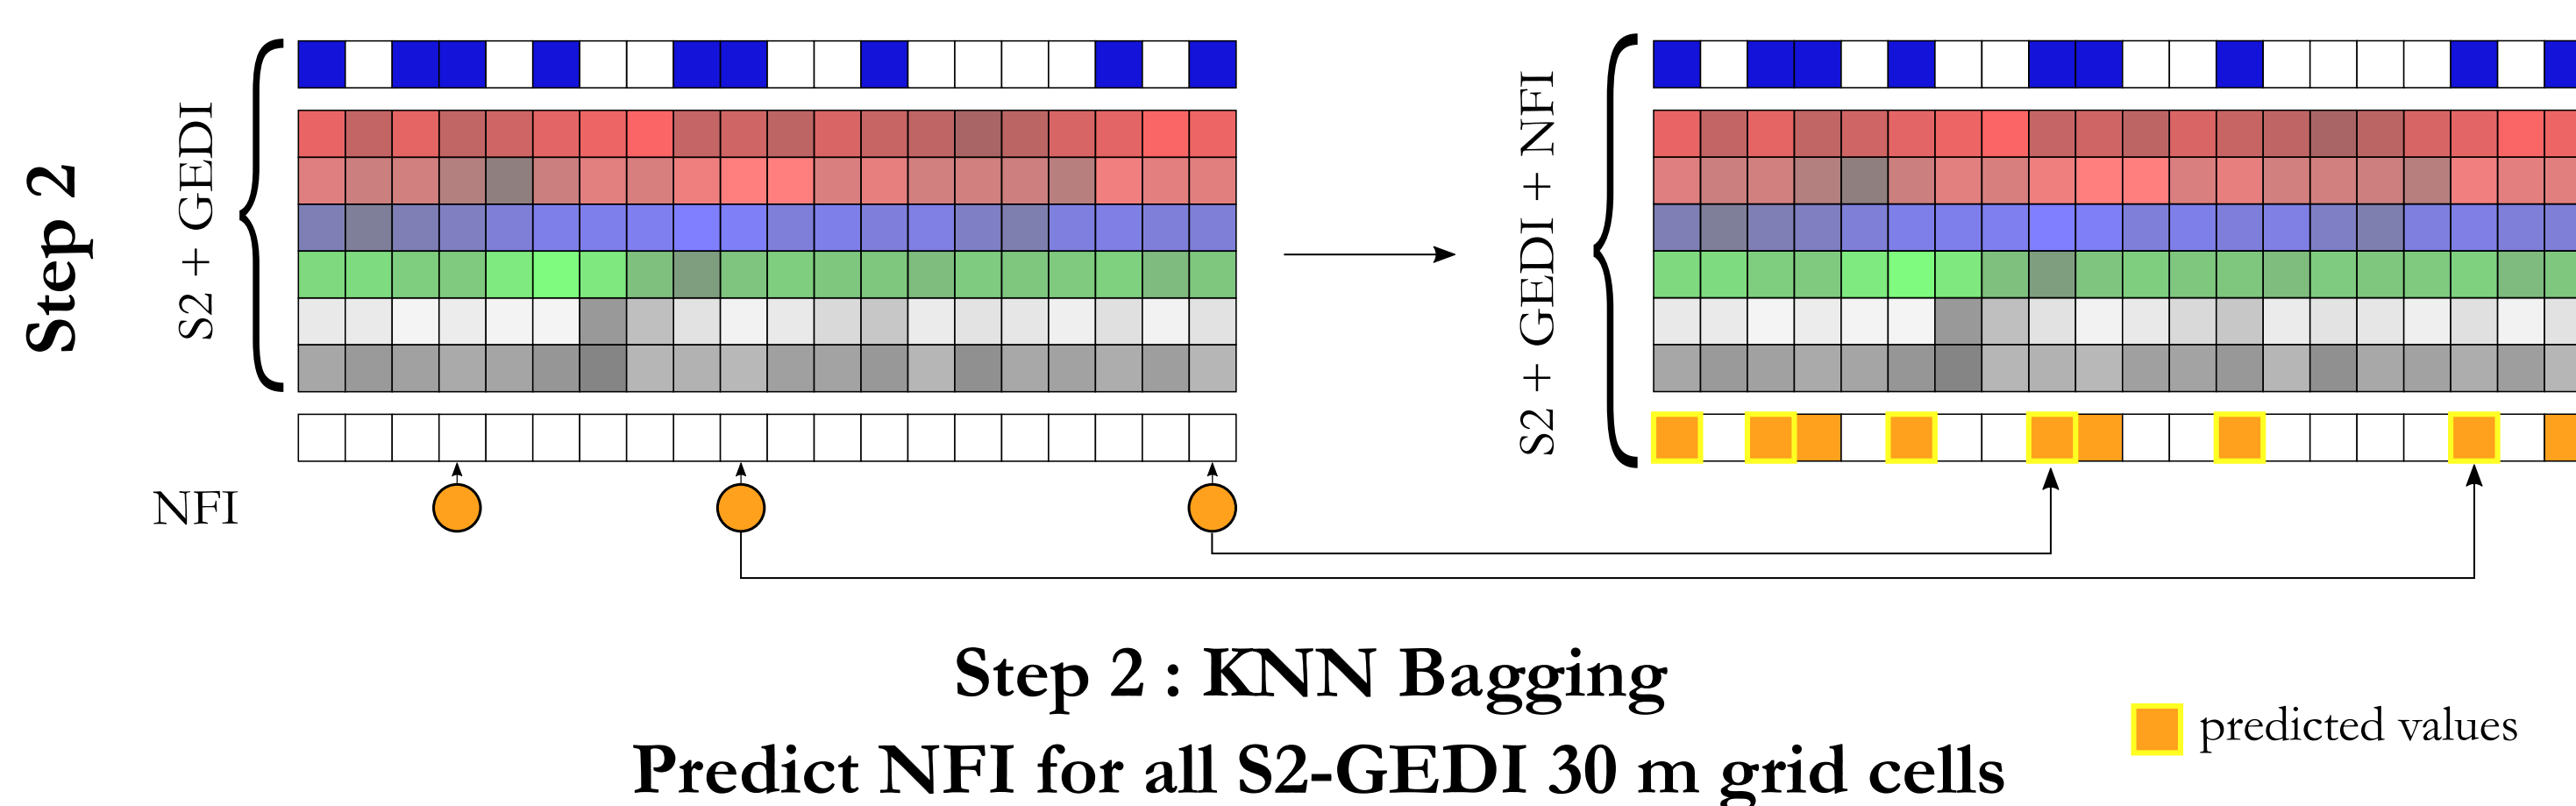 Step 2
S2 + GEDI
S2 + GEDI + NFI
NFI
Step 2 : KNN Bagging
Predict NFI for all S2-GEDI 30 m grid cells
predicted values